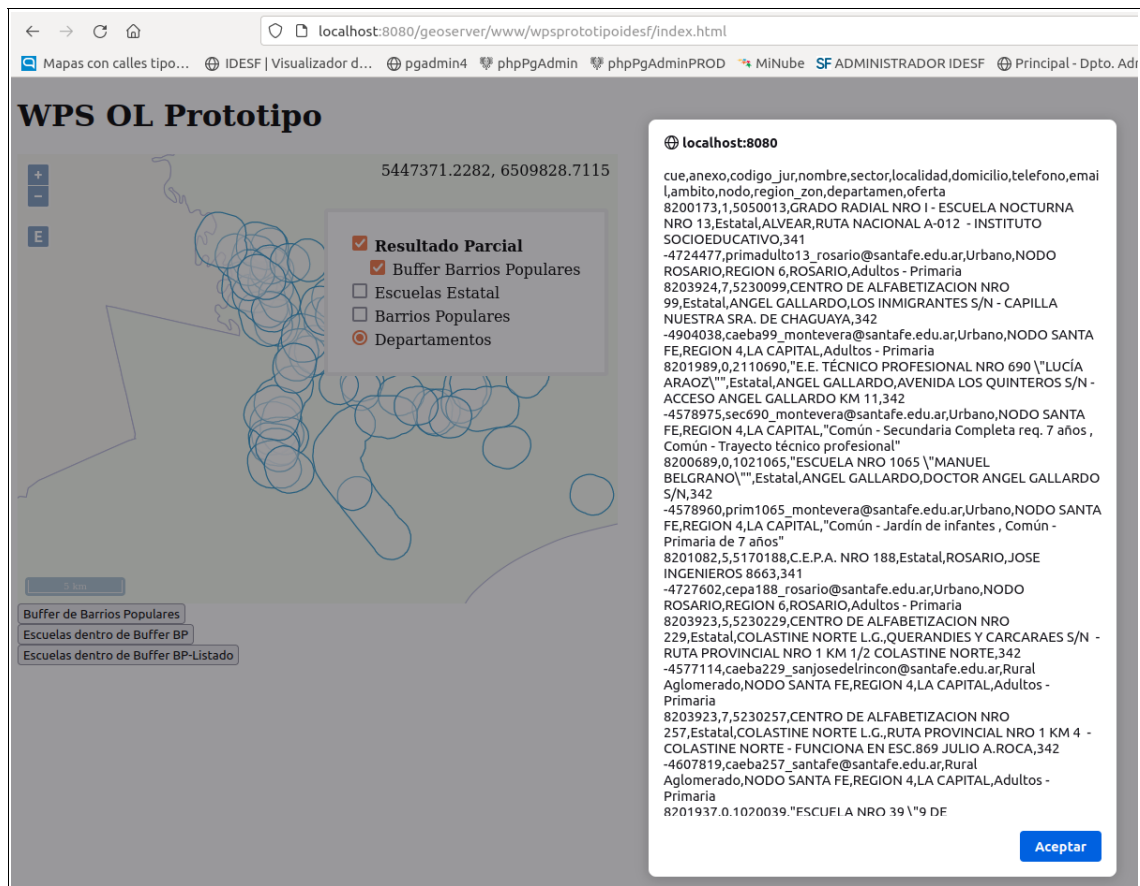 localhost:8080/geoserver/www/wpsprototipoidesf/index.html
Mapas con calles tipo... IDESF | Visualizador d... pgadmin4 phpPgAdmin phpPgAdminPROD MiNube SF ADMINISTRADOR IDESF Principal - Dpto. Adr
WPS OL Prototipo
+
−
E
5447371.2282, 6509828.7115
Resultado Parcial
Buffer Barrios Populares
Escuelas Estatal
Barrios Populares
Departamentos
5 km
Buffer de Barrios Populares
Escuelas dentro de Buffer BP
Escuelas dentro de Buffer BP-Listado
localhost:8080
cue,anexo,codigo_jur,nombre,sector,localidad,domicilio,telefono,emai
l,ambito,nodo,region_zon,departamen,oferta
8200173,1,5050013,GRADO RADIAL NRO I - ESCUELA NOCTURNA
NRO 13,Estatal,ALVEAR,RUTA NACIONAL A-012 - INSTITUTO
SOCIOEDUCATIVO,341
-4724477,primadulto13_rosario@santafe.edu.ar,Urbano,NODO
ROSARIO,REGION 6,ROSARIO,Adultos - Primaria
8203924,7,5230099,CENTRO DE ALFABETIZACION NRO
99,Estatal,ANGEL GALLARDO,LOS INMIGRANTES S/N - CAPILLA
NUESTRA SRA. DE CHAGUAYA,342
-4904038,caeba99_montevera@santafe.edu.ar,Urbano,NODO SANTA
FE,REGION 4,LA CAPITAL,Adultos - Primaria
8201989,0,2110690,"E.E. TÉCNICO PROFESIONAL NRO 690 \"LUCÍA
ARAOZ\"",Estatal,ANGEL GALLARDO,AVENIDA LOS QUINTEROS S/N -
ACCESO ANGEL GALLARDO KM 11,342
-4578975,sec690_montevera@santafe.edu.ar,Urbano,NODO SANTA
FE,REGION 4,LA CAPITAL,"Común - Secundaria Completa req. 7 años ,
Común - Trayecto técnico profesional"
8200689,0,1021065,"ESCUELA NRO 1065 \"MANUEL
BELGRANO\"",Estatal,ANGEL GALLARDO,DOCTOR ANGEL GALLARDO
S/N,342
-4578960,prim1065_montevera@santafe.edu.ar,Urbano,NODO SANTA
FE,REGION 4,LA CAPITAL,"Común - Jardín de infantes , Común -
Primaria de 7 años"
8201082,5,5170188,C.E.P.A. NRO 188,Estatal,ROSARIO,JOSE
INGENIEROS 8663,341
-4727602,cepa188_rosario@santafe.edu.ar,Urbano,NODO
ROSARIO,REGION 6,ROSARIO,Adultos - Primaria
8203923,5,5230229,CENTRO DE ALFABETIZACION NRO
229,Estatal,COLASTINE NORTE L.G.,QUERANDIES Y CARCARAES S/N -
RUTA PROVINCIAL NRO 1 KM 1/2 COLASTINE NORTE,342
-4577114,caeba229_sanjosedelrincon@santafe.edu.ar,Rural
Aglomerado,NODO SANTA FE,REGION 4,LA CAPITAL,Adultos -
Primaria
8203923,7,5230257,CENTRO DE ALFABETIZACION NRO
257,Estatal,COLASTINE NORTE L.G.,RUTA PROVINCIAL NRO 1 KM 4 -
COLASTINE NORTE - FUNCIONA EN ESC.869 JULIO A.ROCA,342
-4607819,caeba257_santafe@santafe.edu.ar,Rural
Aglomerado,NODO SANTA FE,REGION 4,LA CAPITAL,Adultos -
Primaria
8201937,0,1020039,"ESCUELA NRO 39 \"9 DE
Aceptar